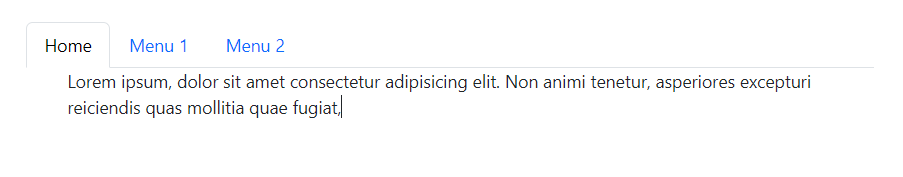 Home Menu 1 Menu 2
Lorem ipsum, dolor sit amet consectetur adipisicing elit. Non animi tenetur, asperiores excepturi
reiciendis quas mollitia quae fugiat,